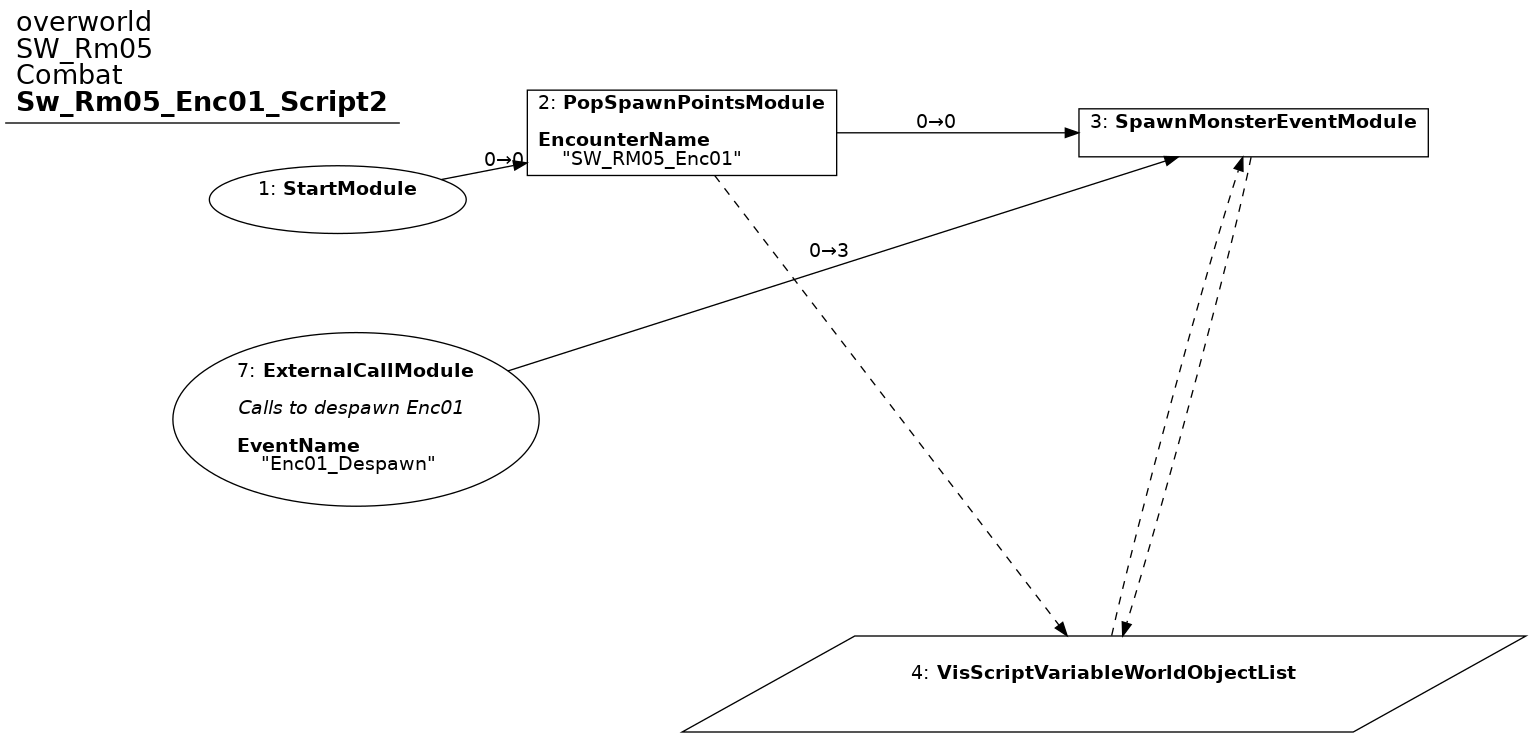 overworld
SW_Rm05
Combat
Sw_Rm05_Enc01_Script2
2: PopSpawnPointsModule
EncounterName
"SW_RM05_Enc01"
0→0
3: SpawnMonsterEventModule
0→0
1: StartModule
0→3
7: ExternalCallModule
Calls to despawn Enc01
EventName
"Enc01_Despawn"
4: VisScriptVariableWorldObjectList